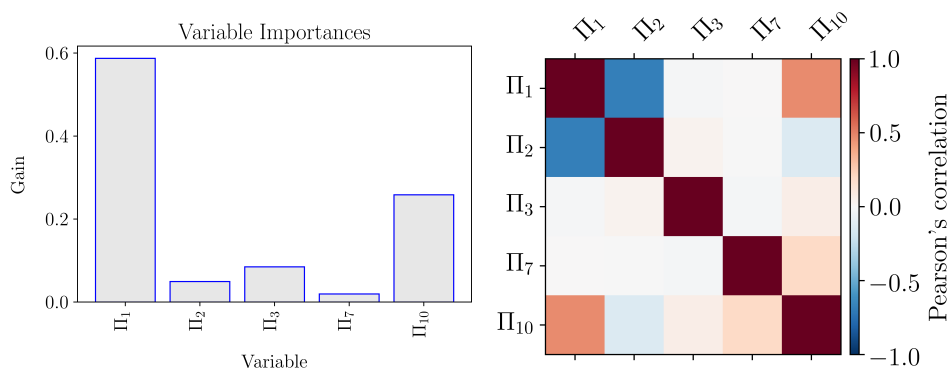 Variable Importances
Gain
0.6
0.4
0.2
0.0
Π₁
Π₂
Π₃
Π₇
Π₁₀
Variable
Π₁
Π₂
Π₃
Π₇
Π₁₀
Π₁
Π₂
Π₃
Π₇
Π₁₀
1.0
0.5
0.0
−0.5
−1.0
Pearson's correlation